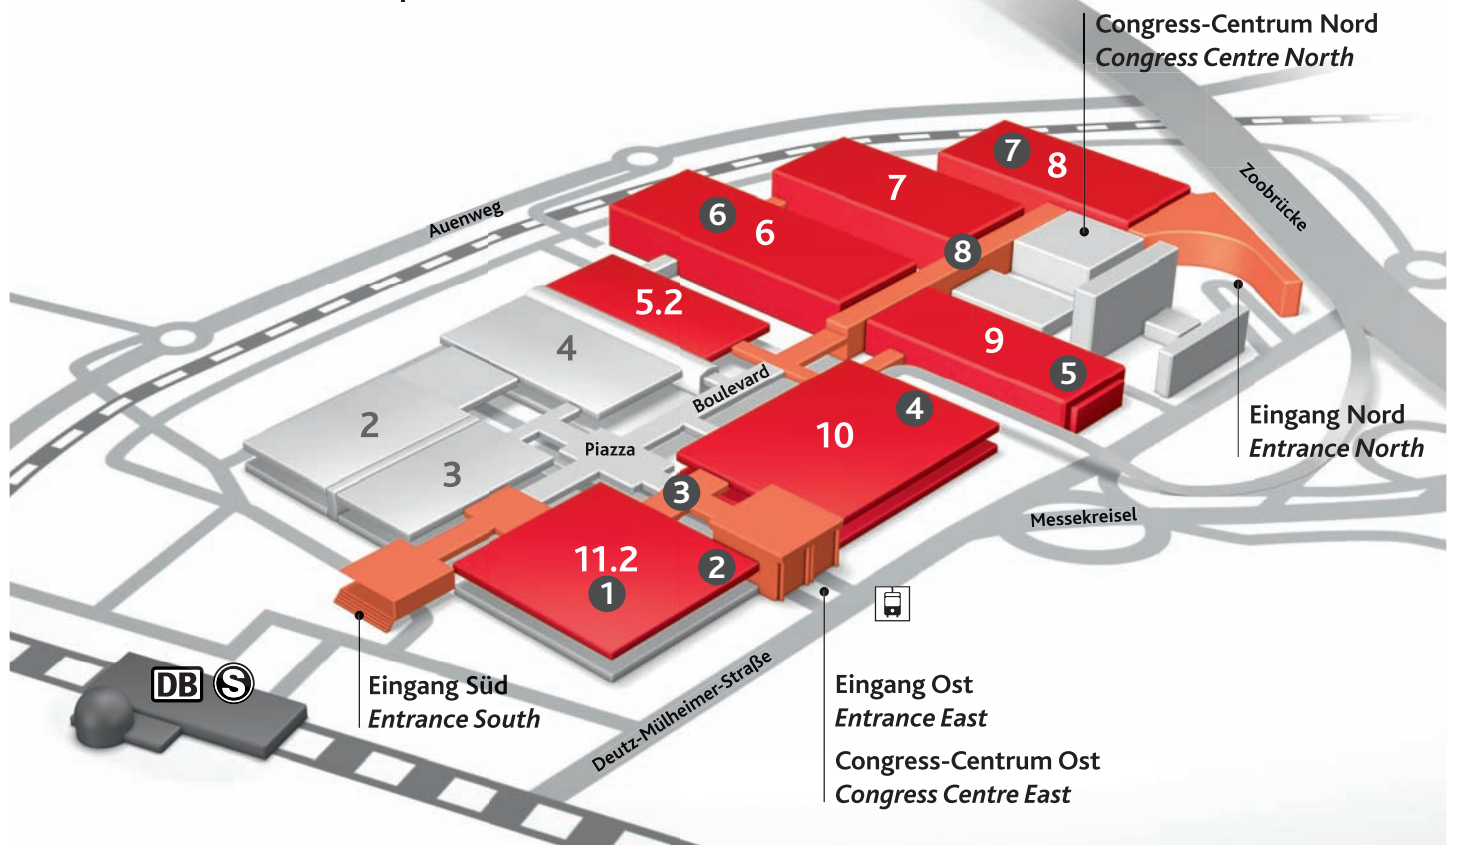 Congress-Centrum Nord
Congress Centre North
7
8
Zoobrücke
7
6
6
Auenweg
8
5.2
9
4
5
Boulevard
4
2
10
Eingang Nord
Entrance North
Piazza
3
3
Messekreisel
11.2
2
1
Eingang Süd
Entrance South
DB
S
Deutz-Mülheimer-Straße
Eingang Ost
Entrance East
Congress-Centrum Ost
Congress Centre East